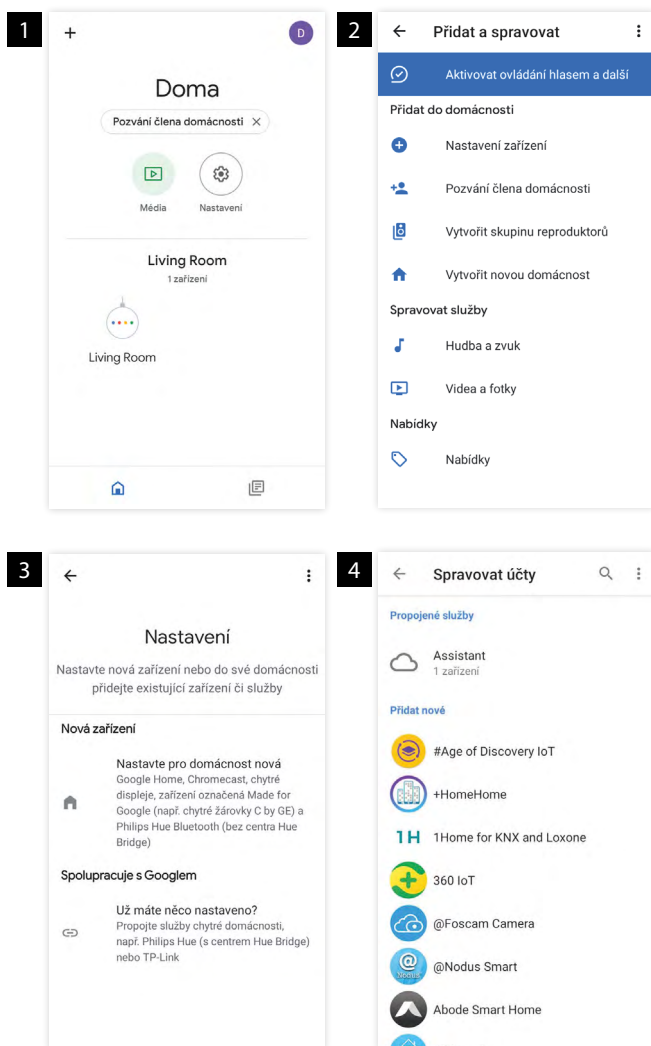 1
D
Doma
Pozvání člena domácnosti
Média
Nastavení
Living Room
1 zařízení
Living Room
2
Přidat a spravovat
Aktivovat ovládání hlasem a další
Přidat do domácnosti
Nastavení zařízení
Pozvání člena domácnosti
Vytvořit skupinu reproduktorů
Vytvořit novou domácnost
Spravovat služby
Hudba a zvuk
Videa a fotky
Nabídky
Nabídky
3
Nastavení
Nastavte nová zařízení nebo do své domácnosti
přidejte existující zařízení či služby
Nová zařízení
Nastavte pro domácnost nová
Google Home, Chromecast, chytré
displeje, zařízení označená Made for
Google (např. chytré žárovky C by GE) a
Philips Hue Bluetooth (bez centra Hue
Bridge)
Spolupracuje s Googlem
Už máte něco nastaveno?
Propojte služby chytré domácnosti,
např. Philips Hue (s centrem Hue Bridge)
nebo TP-Link
4
Spravovat účty
Propojené služby
Assistant
1 zařízení
Přidat nové
#Age of Discovery IoT
+HomeHome
1H 1Home for KNX and Loxone
360 IoT
@Foscam Camera
@ Nodus @Nodus Smart
Abode Smart Home